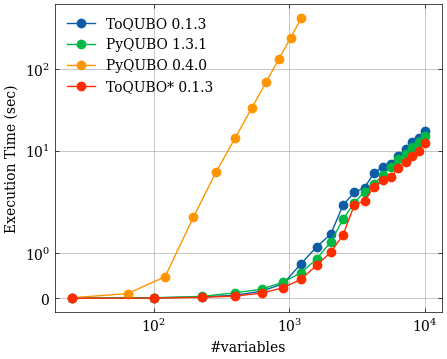 ToQUBO 0.1.3
PyQUBO 1.3.1
PyQUBO 0.4.0
ToQUBO* 0.1.3
Execution Time (sec)
10²
10¹
10⁰
0
10² 10³ 10⁴
#variables